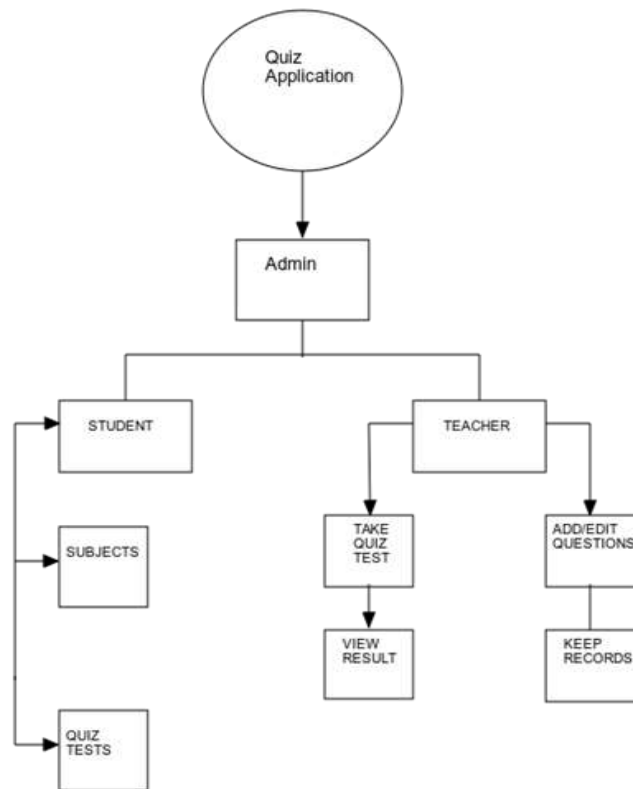 Quiz
Application
Admin
STUDENT
TEACHER
SUBJECTS
TAKE
QUIZ
TEST
ADD/EDIT
QUESTIONS
VIEW
RESULT
KEEP
RECORDS
QUIZ
TESTS